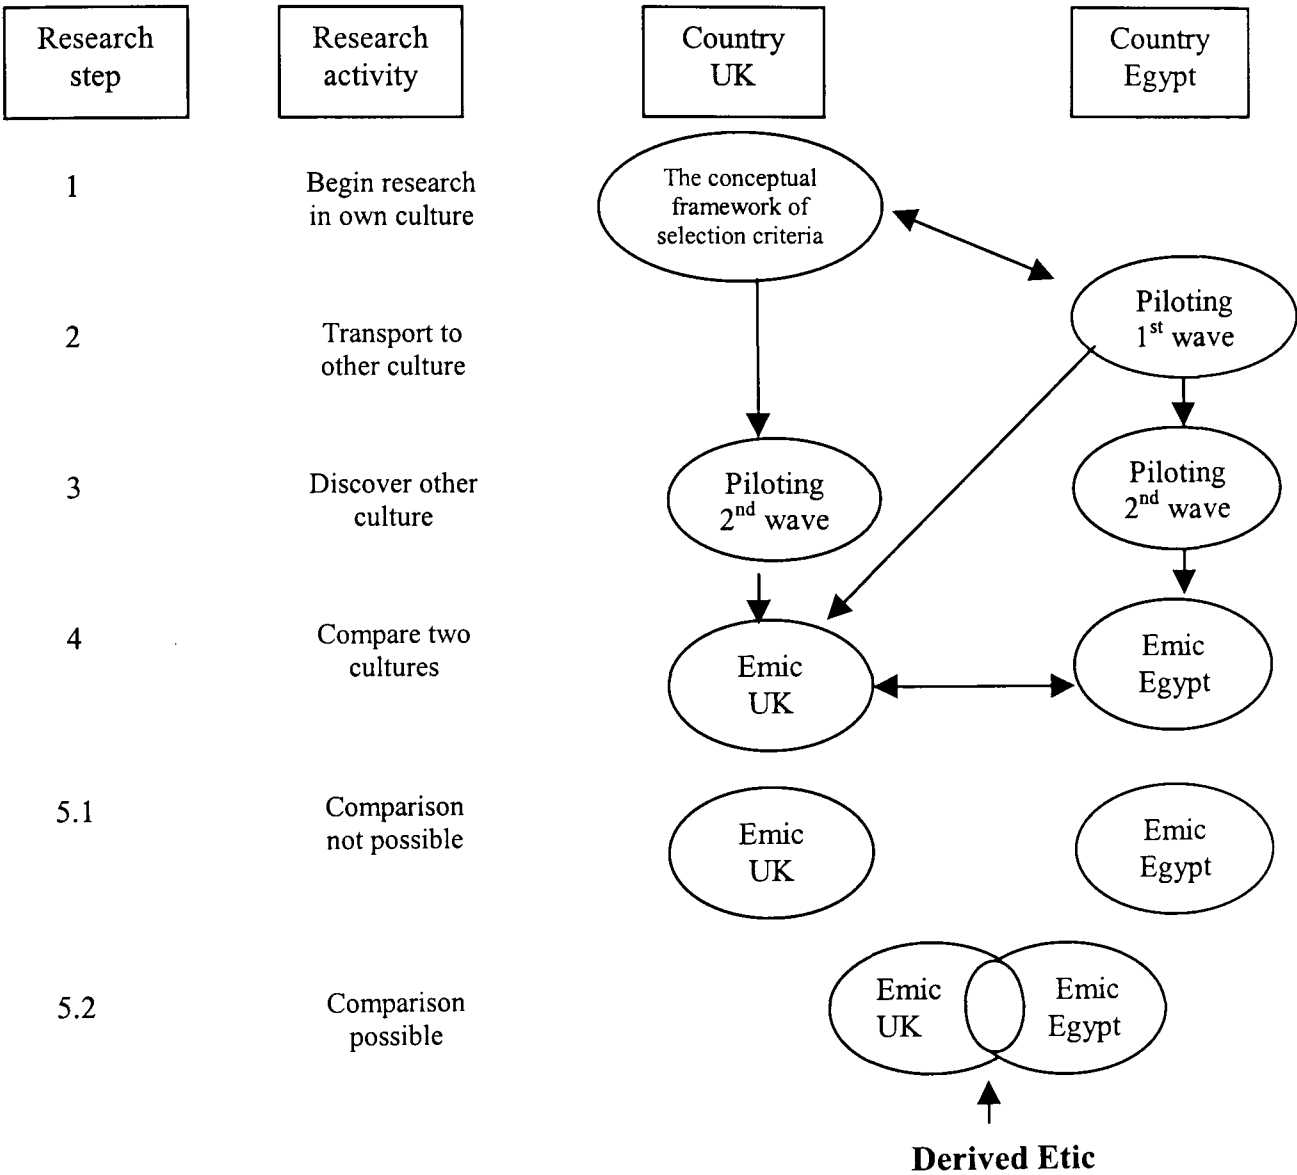 Research
step
Research
activity
Country
UK
Country
Egypt
1
Begin research
in own culture
The conceptual
framework of
selection criteria
2
Transport to
other culture
Piloting
1st wave
3
Discover other
culture
Piloting
2nd wave
Piloting
2nd wave
4
Compare two
cultures
Emic
UK
Emic
Egypt
5.1
Comparison
not possible
Emic
UK
Emic
Egypt
5.2
Comparison
possible
Emic
UK
Emic
Egypt
Derived Etic